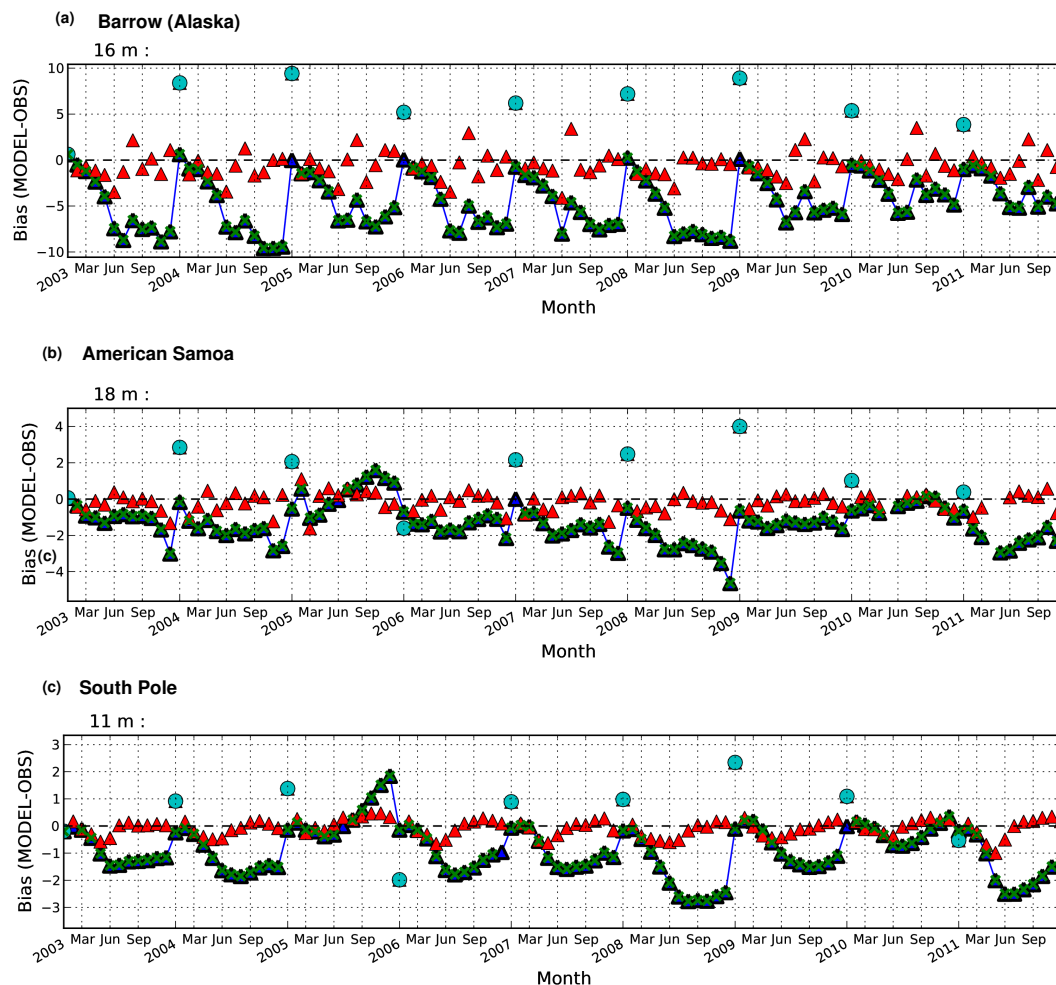 (a) Barrow (Alaska)
16 m :
Bias (MODEL-OBS)
10
5
0
−5
−10
2003 Mar Jun Sep 2004 Mar Jun Sep 2005 Mar Jun Sep 2006 Mar Jun Sep 2007 Mar Jun Sep 2008 Mar Jun Sep 2009 Mar Jun Sep 2010 Mar Jun Sep 2011 Mar Jun Sep
Month
(b) American Samoa
18 m :
Bias (MODEL-OBS)
4
2
0
−2
(c)
−4
2003 Mar Jun Sep 2004 Mar Jun Sep 2005 Mar Jun Sep 2006 Mar Jun Sep 2007 Mar Jun Sep 2008 Mar Jun Sep 2009 Mar Jun Sep 2010 Mar Jun Sep 2011 Mar Jun Sep
Month
(c) South Pole
11 m :
Bias (MODEL-OBS)
3
2
1
0
−1
−2
−3
2003 Mar Jun Sep 2004 Mar Jun Sep 2005 Mar Jun Sep 2006 Mar Jun Sep 2007 Mar Jun Sep 2008 Mar Jun Sep 2009 Mar Jun Sep 2010 Mar Jun Sep 2011 Mar Jun Sep
Month